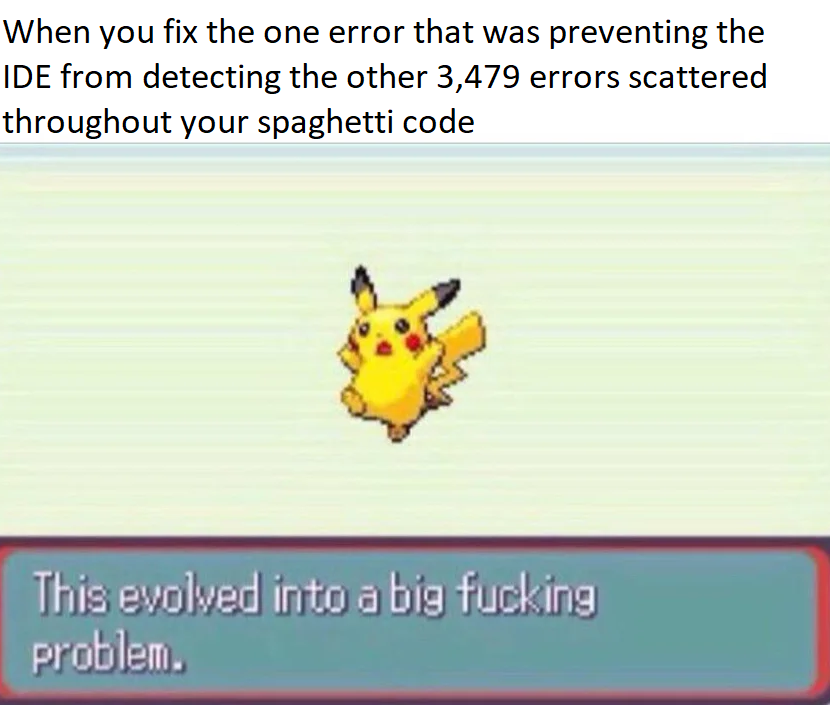 When you fix the one error that was preventing the
IDE from detecting the other 3,479 errors scattered
throughout your spaghetti code
This evolved into a big fucking
problem.